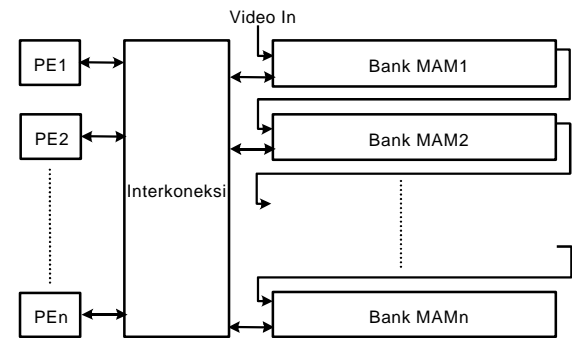 Video In
PE1
Bank MAM1
PE2
Bank MAM2
Interkoneksi
PEn
Bank MAMn